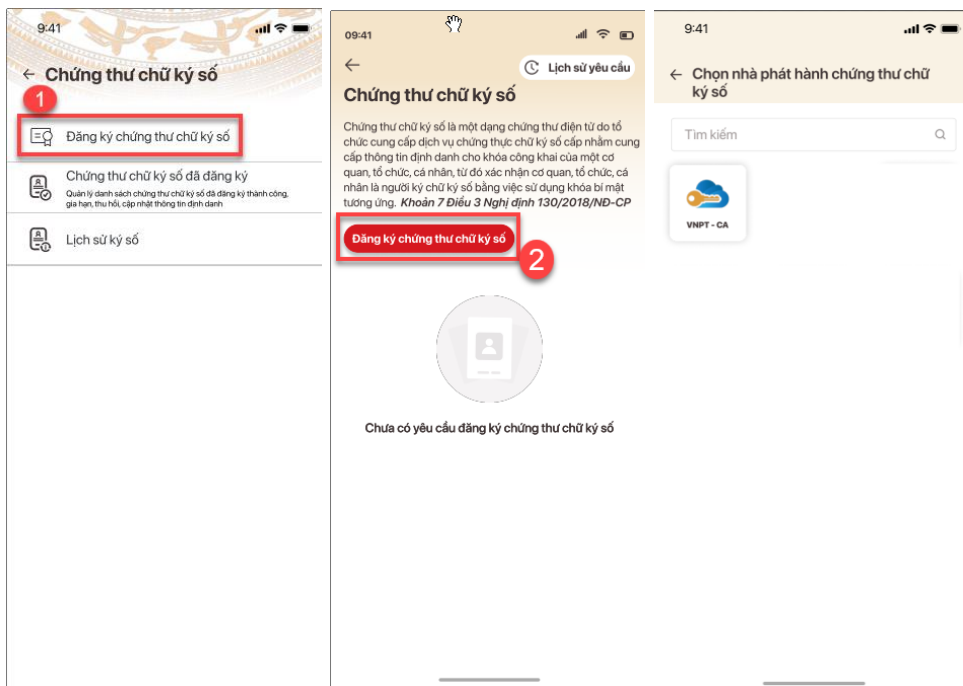 9:41
← Chứng thư chữ ký số
1
Đăng ký chứng thư chữ ký số
Chứng thư chữ ký số đã đăng ký
Quản lý danh sách chứng thư chữ ký số đã đăng ký thành công,
gia hạn, thu hồi, cập nhật thông tin định danh
Lịch sử ký số
09:41
← Lịch sử yêu cầu
Chứng thư chữ ký số
Chứng thư chữ ký số là một dạng chứng thư điện tử do tổ
chức cung cấp dịch vụ chứng thực chữ ký số cấp nhằm cung
cấp thông tin định danh cho khóa công khai của một cơ
quan, tổ chức, cá nhân, từ đó xác nhận cơ quan, tổ chức, cá
nhân là người ký chữ ký số bằng việc sử dụng khóa bí mật
tương ứng. Khoản 7 Điều 3 Nghị định 130/2018/NĐ-CP
Đăng ký chứng thư chữ ký số
2
Chưa có yêu cầu đăng ký chứng thư chữ ký số
9:41
← Chọn nhà phát hành chứng thư chữ
ký số
Tìm kiếm
VNPT - CA